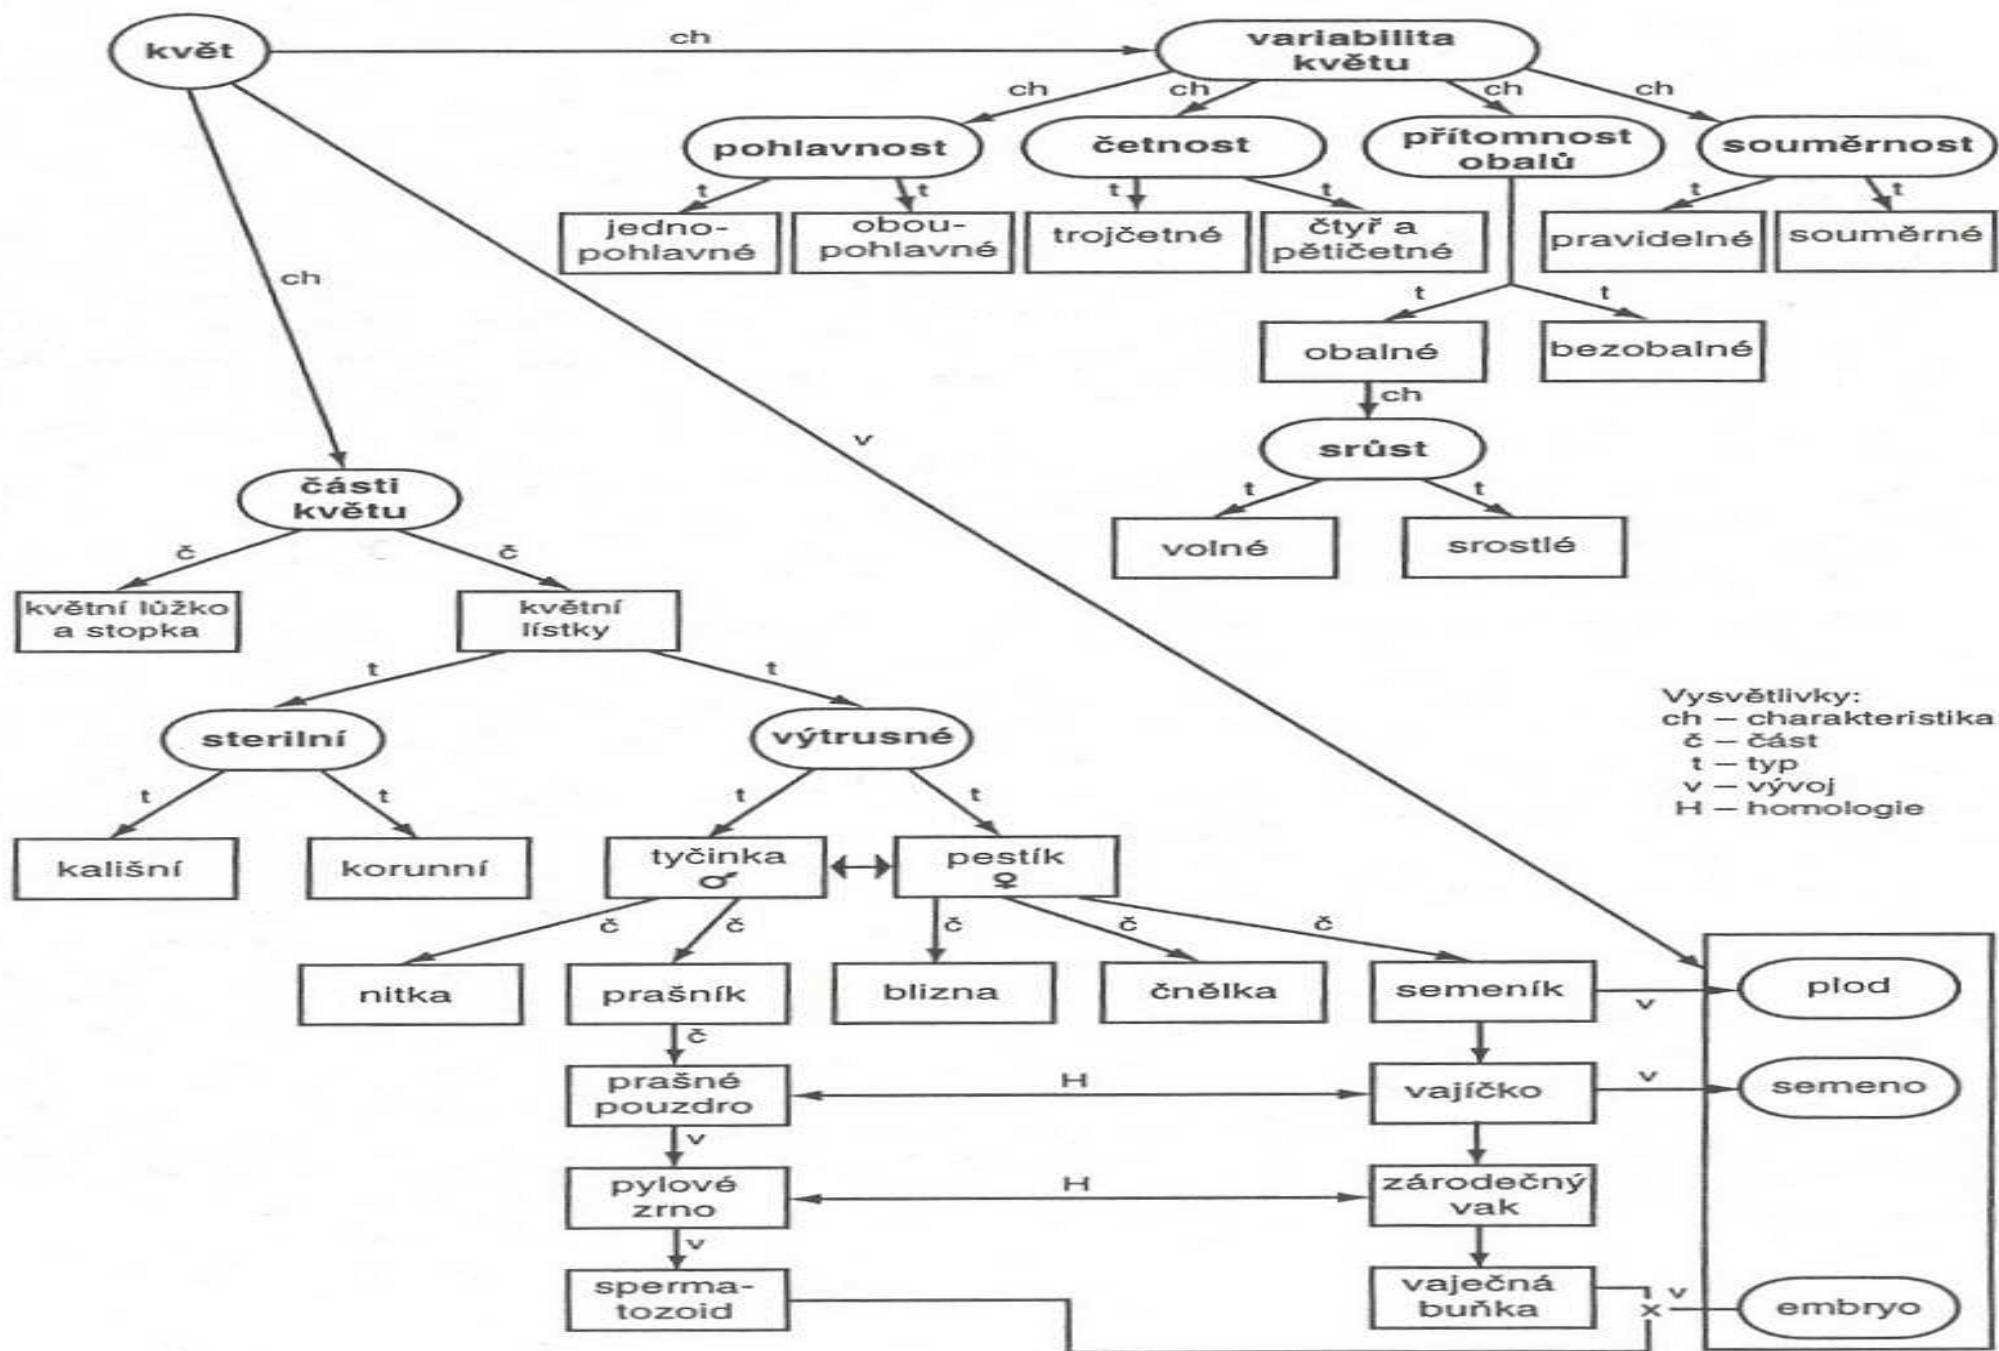 květ
ch
variabilita
květu
ch
ch
ch
ch
pohlavnost
četnost
přítomnost
obalů
souměrnost
t
t
t
t
t
t
jedno-
pohlavné
obou-
pohlavné
trojčetné
čtyř a
pětičetné
pravidelné
souměrné
ch
t
t
obalné
bezobalné
ch
v
srůst
části
květu
t
t
volné
srostlé
č
č
květní lůžko
a stopka
květní
lístky
t
t
Vysvětlivky:
ch – charakteristika
č – část
t – typ
v – vývoj
H – homologie
sterilní
výtrusné
t
t
t
t
kališní
korunní
tyčinka
♂
pestík
♀
č
č
č
č
č
nitka
prašník
blizna
čnělka
semeník
v
plod
č
prašné
pouzdro
H
vajíčko
v
semeno
v
pylové
zrno
H
zárodečný
vak
v
sperma-
tozoid
vaječná
buňka
v
x
embryo